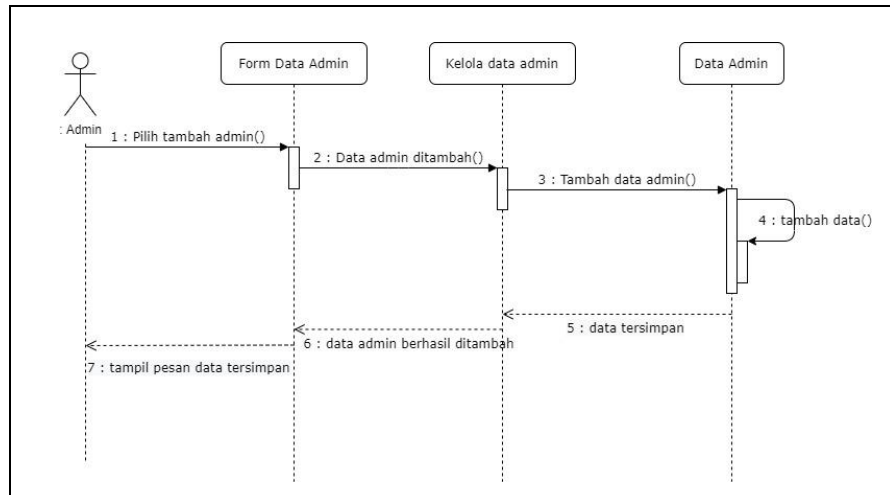 Form Data Admin
Kelola data admin
Data Admin
: Admin
1 : Pilih tambah admin()
2 : Data admin ditambah()
3 : Tambah data admin()
4 : tambah data()
5 : data tersimpan
6 : data admin berhasil ditambah
7 : tampil pesan data tersimpan